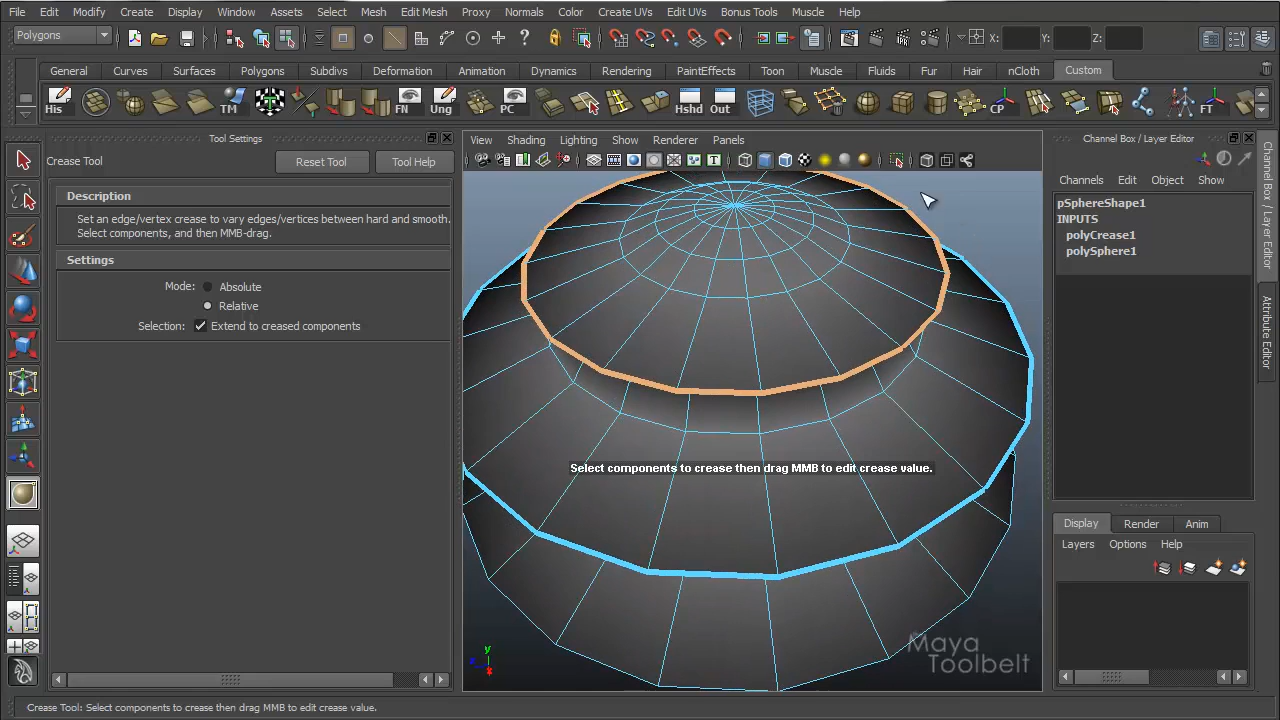 File Edit Modify Create Display Window Assets Select Mesh Edit Mesh Proxy Normals Color Create UVs Edit UVs Bonus Tools Muscle Help
Polygons X: Y: Z:
General Curves Surfaces Polygons Subdivs Deformation Animation Dynamics Rendering PaintEffects Toon Muscle Fluids Fur Hair nCloth Custom
His TM FN Ung PC Hshd Out CP FT
Tool Settings
Crease Tool Reset Tool Tool Help
Description
Set an edge/vertex crease to vary edges/vertices between hard and smooth.
Select components, and then MMB-drag.
Settings
Mode: Absolute
Relative
Selection: Extend to creased components
View Shading Lighting Show Renderer Panels
Select components to crease then drag MMB to edit crease value.
y
x
Maya
Toolbelt
Channel Box / Layer Editor
Channels Edit Object Show
pSphereShape1
INPUTS
polyCrease1
polySphere1
Display Render Anim
Layers Options Help
Channel Box / Layer Editor
Attribute Editor
Crease Tool: Select components to crease then drag MMB to edit crease value.